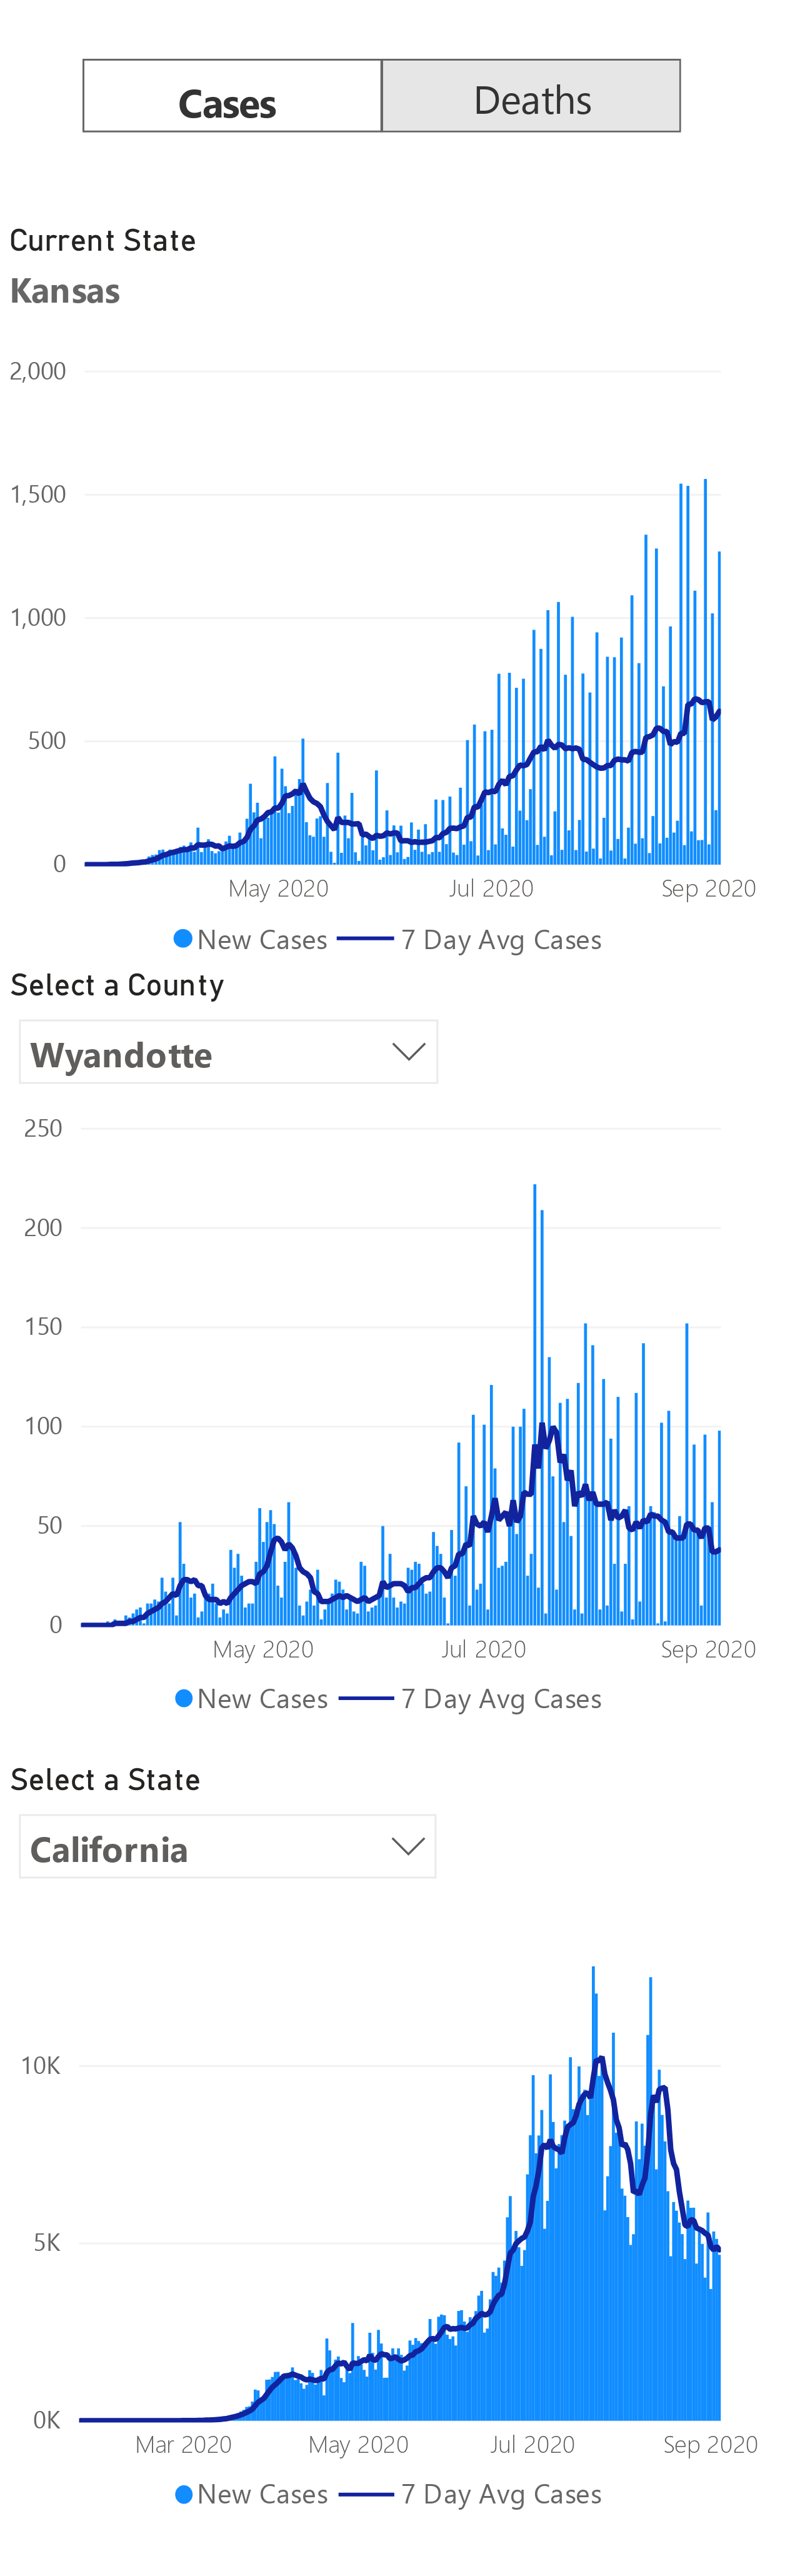 Cases Deaths
Current State
Kansas
2,000
1,500
1,000
500
0
May 2020 Jul 2020 Sep 2020
New Cases 7 Day Avg Cases
Select a County
Wyandotte
250
200
150
100
50
0
May 2020 Jul 2020 Sep 2020
New Cases 7 Day Avg Cases
Select a State
California
10K
5K
0K
Mar 2020 May 2020 Jul 2020 Sep 2020
New Cases 7 Day Avg Cases